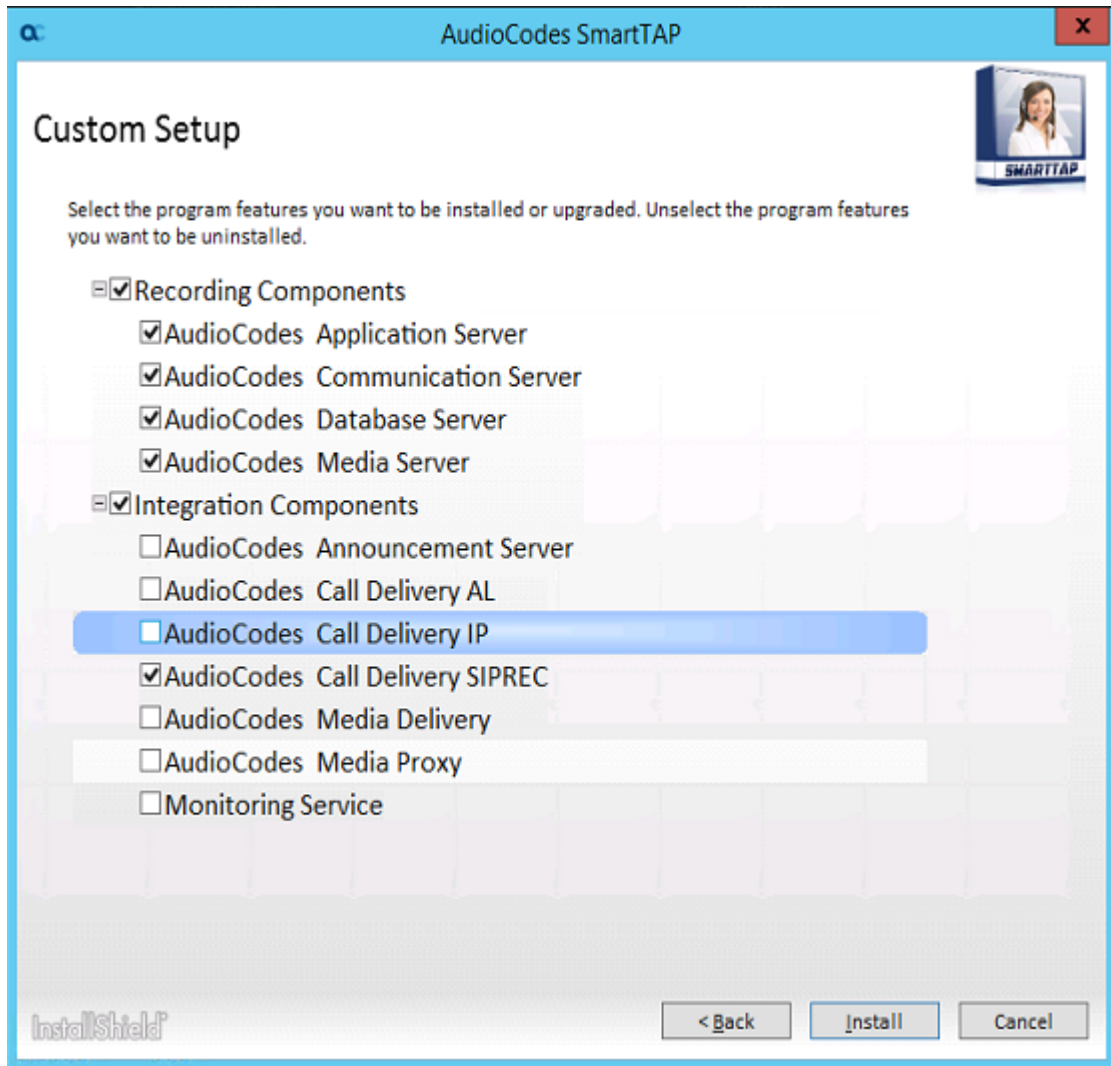 AudioCodes SmartTAP
x
Custom Setup
SMARTTAP
Select the program features you want to be installed or upgraded. Unselect the program features
you want to be uninstalled.
Recording Components
AudioCodes Application Server
AudioCodes Communication Server
AudioCodes Database Server
AudioCodes Media Server
Integration Components
AudioCodes Announcement Server
AudioCodes Call Delivery AL
AudioCodes Call Delivery IP
AudioCodes Call Delivery SIPREC
AudioCodes Media Delivery
AudioCodes Media Proxy
Monitoring Service
InstallShield
< Back Install Cancel